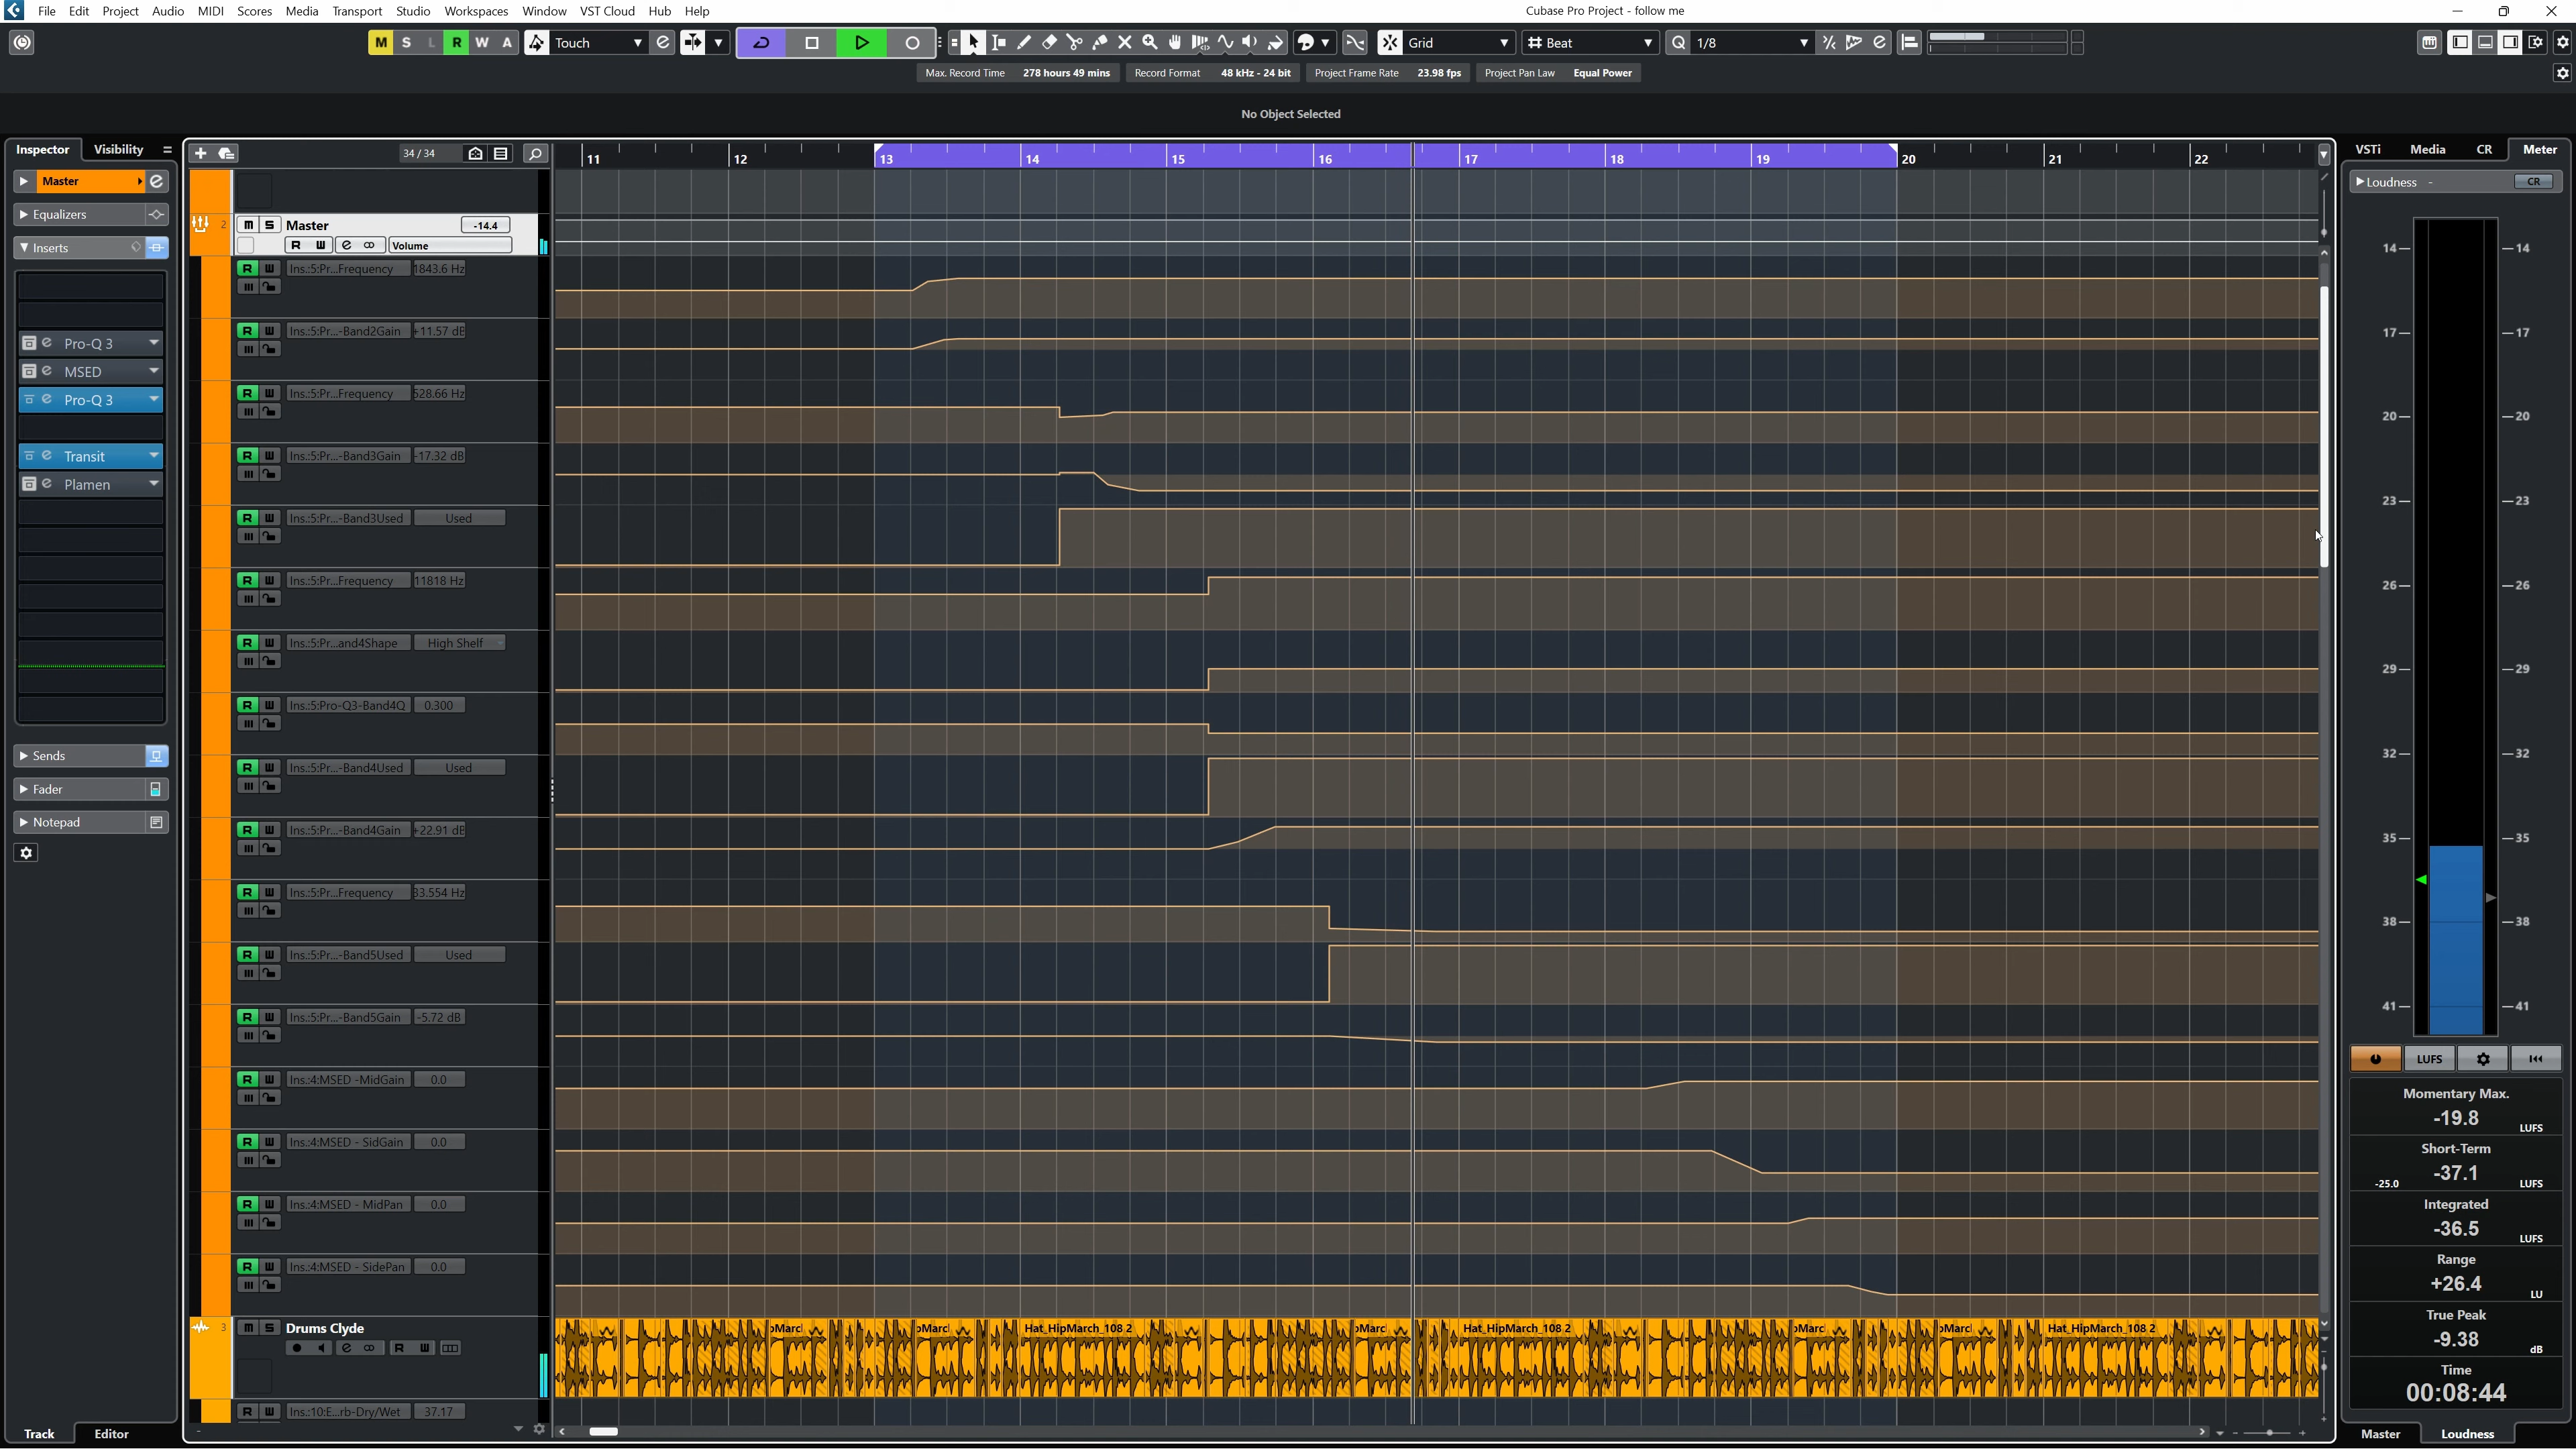 File Edit Project Audio MIDI Scores Media Transport Studio Workspaces Window VST Cloud Hub Help
Cubase Pro Project - follow me
M S L R W A Touch Grid Beat Q 1/8
Max. Record Time 278 hours 49 mins Record Format 48 kHz - 24 bit Project Frame Rate 23.98 fps Project Pan Law Equal Power
No Object Selected
Inspector Visibility
Master
Equalizers
Inserts
Pro-Q 3
MSED
Pro-Q 3
Transit
Plamen
Sends
Fader
Notepad
Track Editor
34 / 34
11 12 13 14 15 16 17 18 19 20 21 22
2 M S Master -14.4
R W Volume
R W Ins.:5:Pr...Frequency 1843.6 Hz
R W Ins.:5:Pr...-Band2Gain +11.57 dB
R W Ins.:5:Pr...Frequency 528.66 Hz
R W Ins.:5:Pr...-Band3Gain -17.32 dB
R W Ins.:5:Pr...-Band3Used Used
R W Ins.:5:Pr...Frequency 11818 Hz
R W Ins.:5:Pr...and4Shape High Shelf
R W Ins.:5:Pro-Q3-Band4Q 0.300
R W Ins.:5:Pr...-Band4Used Used
R W Ins.:5:Pr...-Band4Gain +22.91 dB
R W Ins.:5:Pr...Frequency 33.554 Hz
R W Ins.:5:Pr...-Band5Used Used
R W Ins.:5:Pr...-Band5Gain -5.72 dB
R W Ins.:4:MSED -MidGain 0.0
R W Ins.:4:MSED - SidGain 0.0
R W Ins.:4:MSED - MidPan 0.0
R W Ins.:4:MSED - SidePan 0.0
3 M S Drums Clyde
R W
Hat_HipMarch_108 2 Hat_HipMarch_108 2 Hat_HipMarch_108 2
R W Ins.:10:E...rb-Dry/Wet 37.17
VSTi Media CR Meter
Loudness - CR
14 14
17 17
20 20
23 23
26 26
29 29
32 32
35 35
38 38
41 41
LUFS
Momentary Max.
-19.8 LUFS
Short-Term
-25.0 -37.1 LUFS
Integrated
-36.5 LUFS
Range
+26.4 LU
True Peak
-9.38 dB
Time
00:08:44
Master Loudness